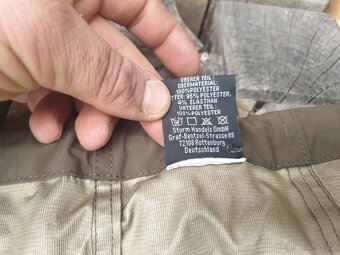 OBERER TEIL:
OBERMATERIAL:
100%POLYESTER
96% POLYESTER,
4% ELASTHAN
UNTERER TEIL:
100%POLYESTER
Sturm Handels GmbH
Graf-Bentzel-Strasse 85
72108 Rottenburg
Deutschland